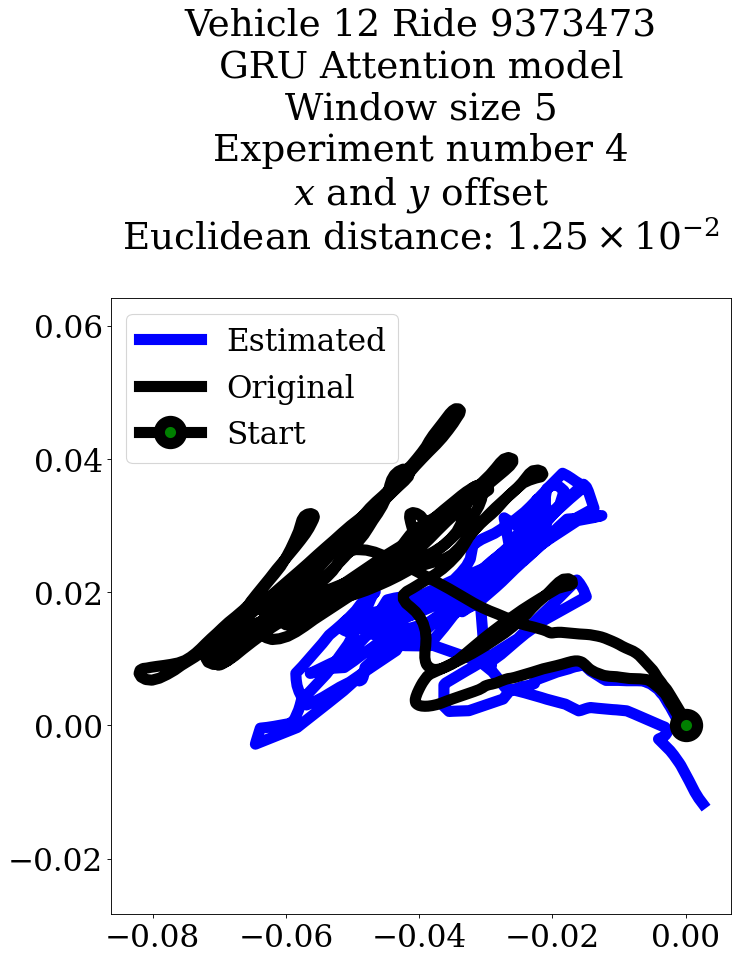 Vehicle 12 Ride 9373473
GRU Attention model
Window size 5
Experiment number 4
x and y offset
Euclidean distance: 1.25 × 10⁻²
0.06
0.04
0.02
0.00
−0.02
Estimated
Original
Start
−0.08 −0.06 −0.04 −0.02 0.00